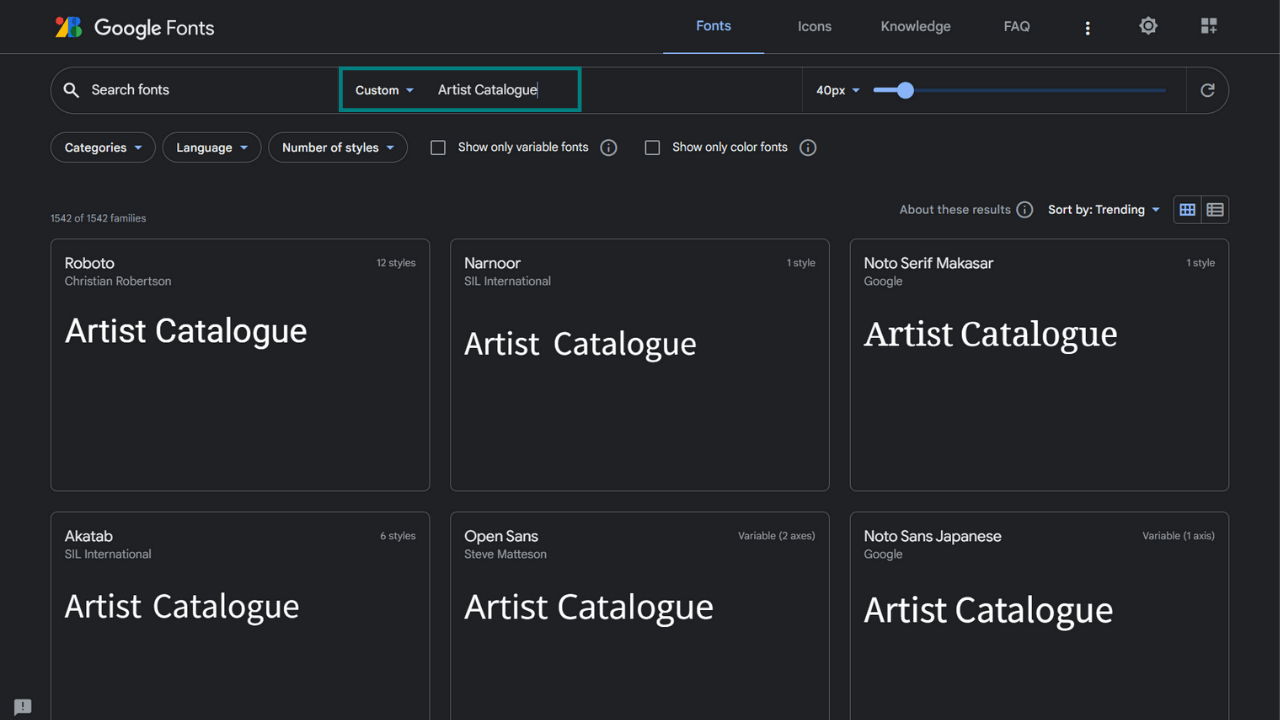 Google Fonts
Fonts
Icons
Knowledge
FAQ
Search fonts
Custom
Artist Catalogue
40px
Categories
Language
Number of styles
Show only variable fonts
Show only color fonts
1542 of 1542 families
About these results
Sort by: Trending
Roboto
12 styles
Christian Robertson
Artist Catalogue
Narnoor
1 style
SIL International
Artist Catalogue
Noto Serif Makasar
1 style
Google
Artist Catalogue
Akatab
6 styles
SIL International
Artist Catalogue
Open Sans
Variable (2 axes)
Steve Matteson
Artist Catalogue
Noto Sans Japanese
Variable (1 axis)
Google
Artist Catalogue